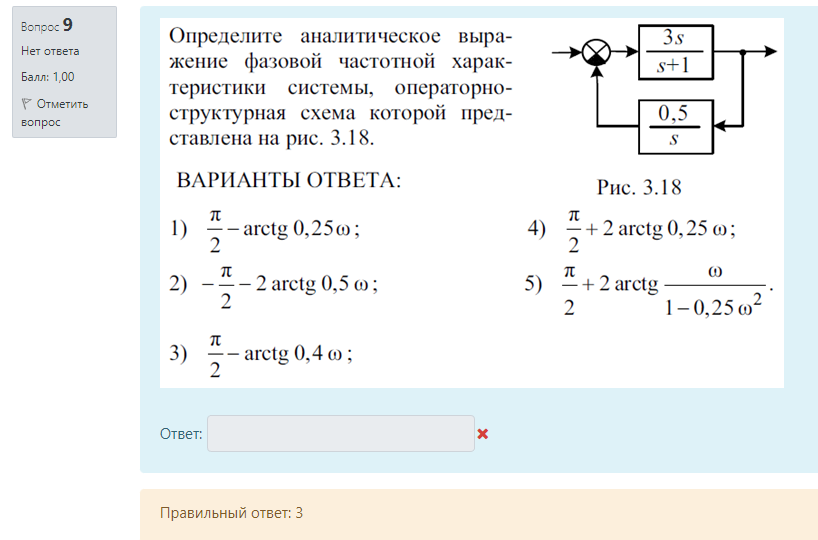 Вопрос 9
Нет ответа
Балл: 1,00
Отметить
вопрос
Определите аналитическое выра-
жение фазовой частотной харак-
теристики системы, операторно-
структурная схема которой пред-
ставлена на рис. 3.18.
3s
s+1
0,5
s
Рис. 3.18
ВАРИАНТЫ ОТВЕТА:
1) π/2 − arctg 0,25ω;
2) −π/2 − 2 arctg 0,5 ω;
3) π/2 − arctg 0,4 ω;
4) π/2 + 2 arctg 0,25 ω;
5) π/2 + 2 arctg ω/(1 − 0,25 ω²).
Ответ:
Правильный ответ: 3